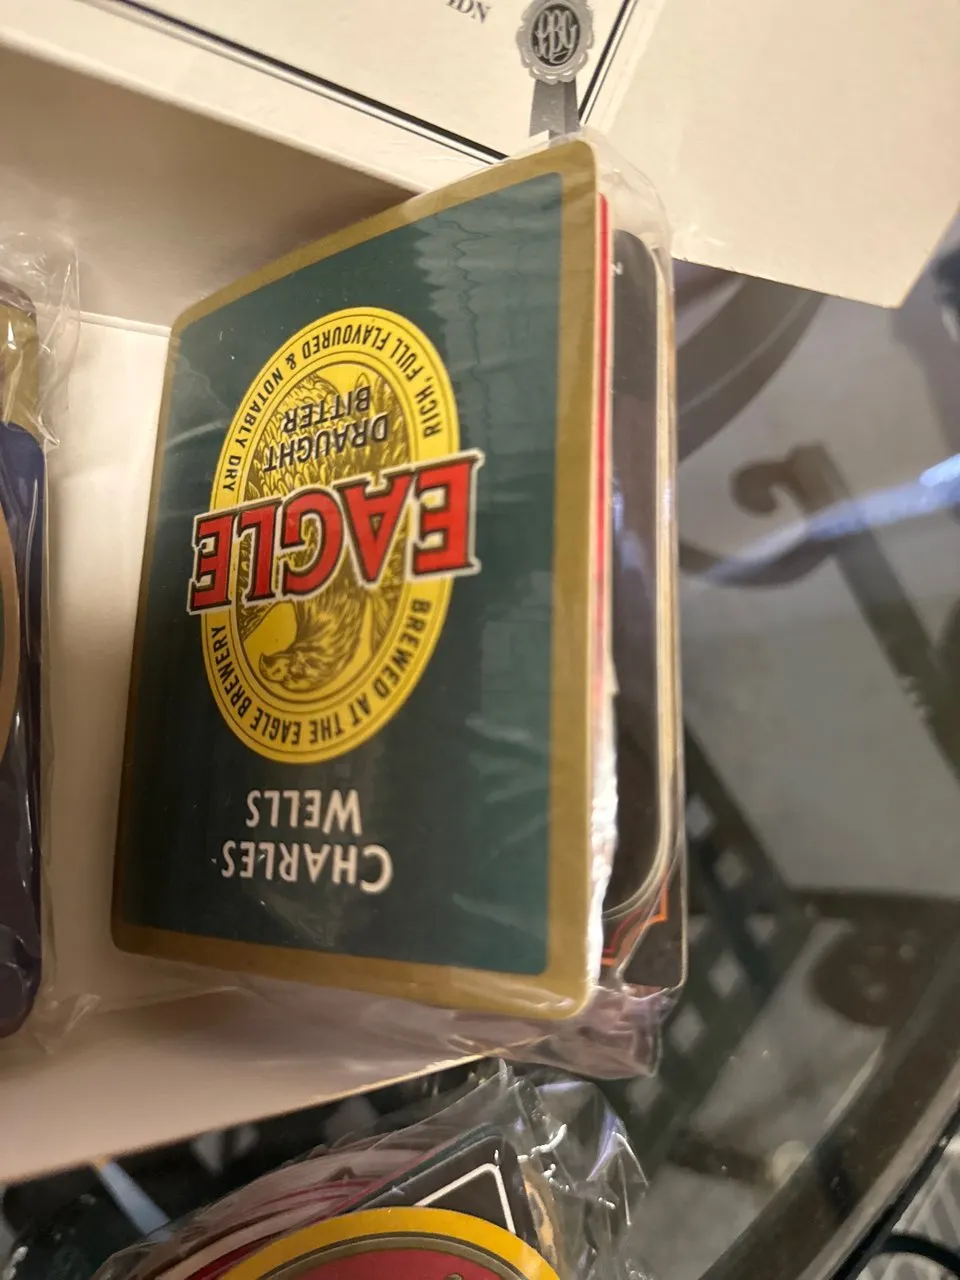 CHARLES
WELLS
BREWED AT THE EAGLE BREWERY
EAGLE
DRAUGHT
BITTER
RICH, FULL FLAVOURED & NOTABLY DRY